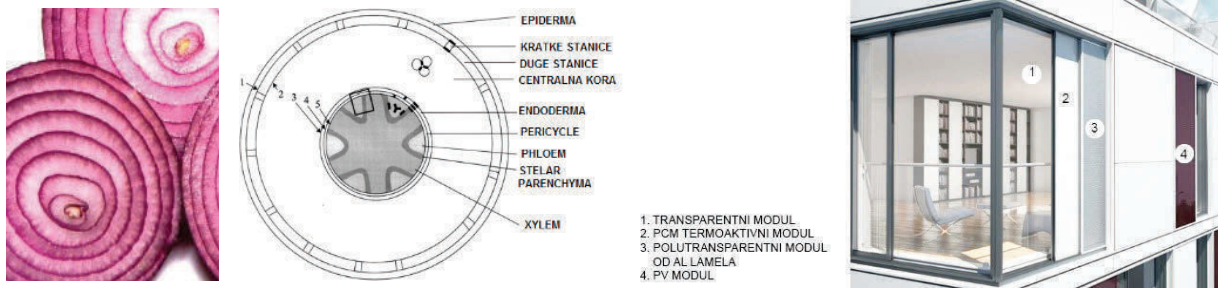 EPIDERMA
KRATKE STANICE
DUGE STANICE
CENTRALNA KORA
ENDODERMA
PERICYCLE
PHLOEM
STELAR
PARENCHYMA
XYLEM
1
2
3
4
5
1. TRANSPARENTNI MODUL
2. PCM TERMOAKTIVNI MODUL
3. POLUTRANSPARENTNI MODUL
OD AL LAMELA
4. PV MODUL
1
2
3
4